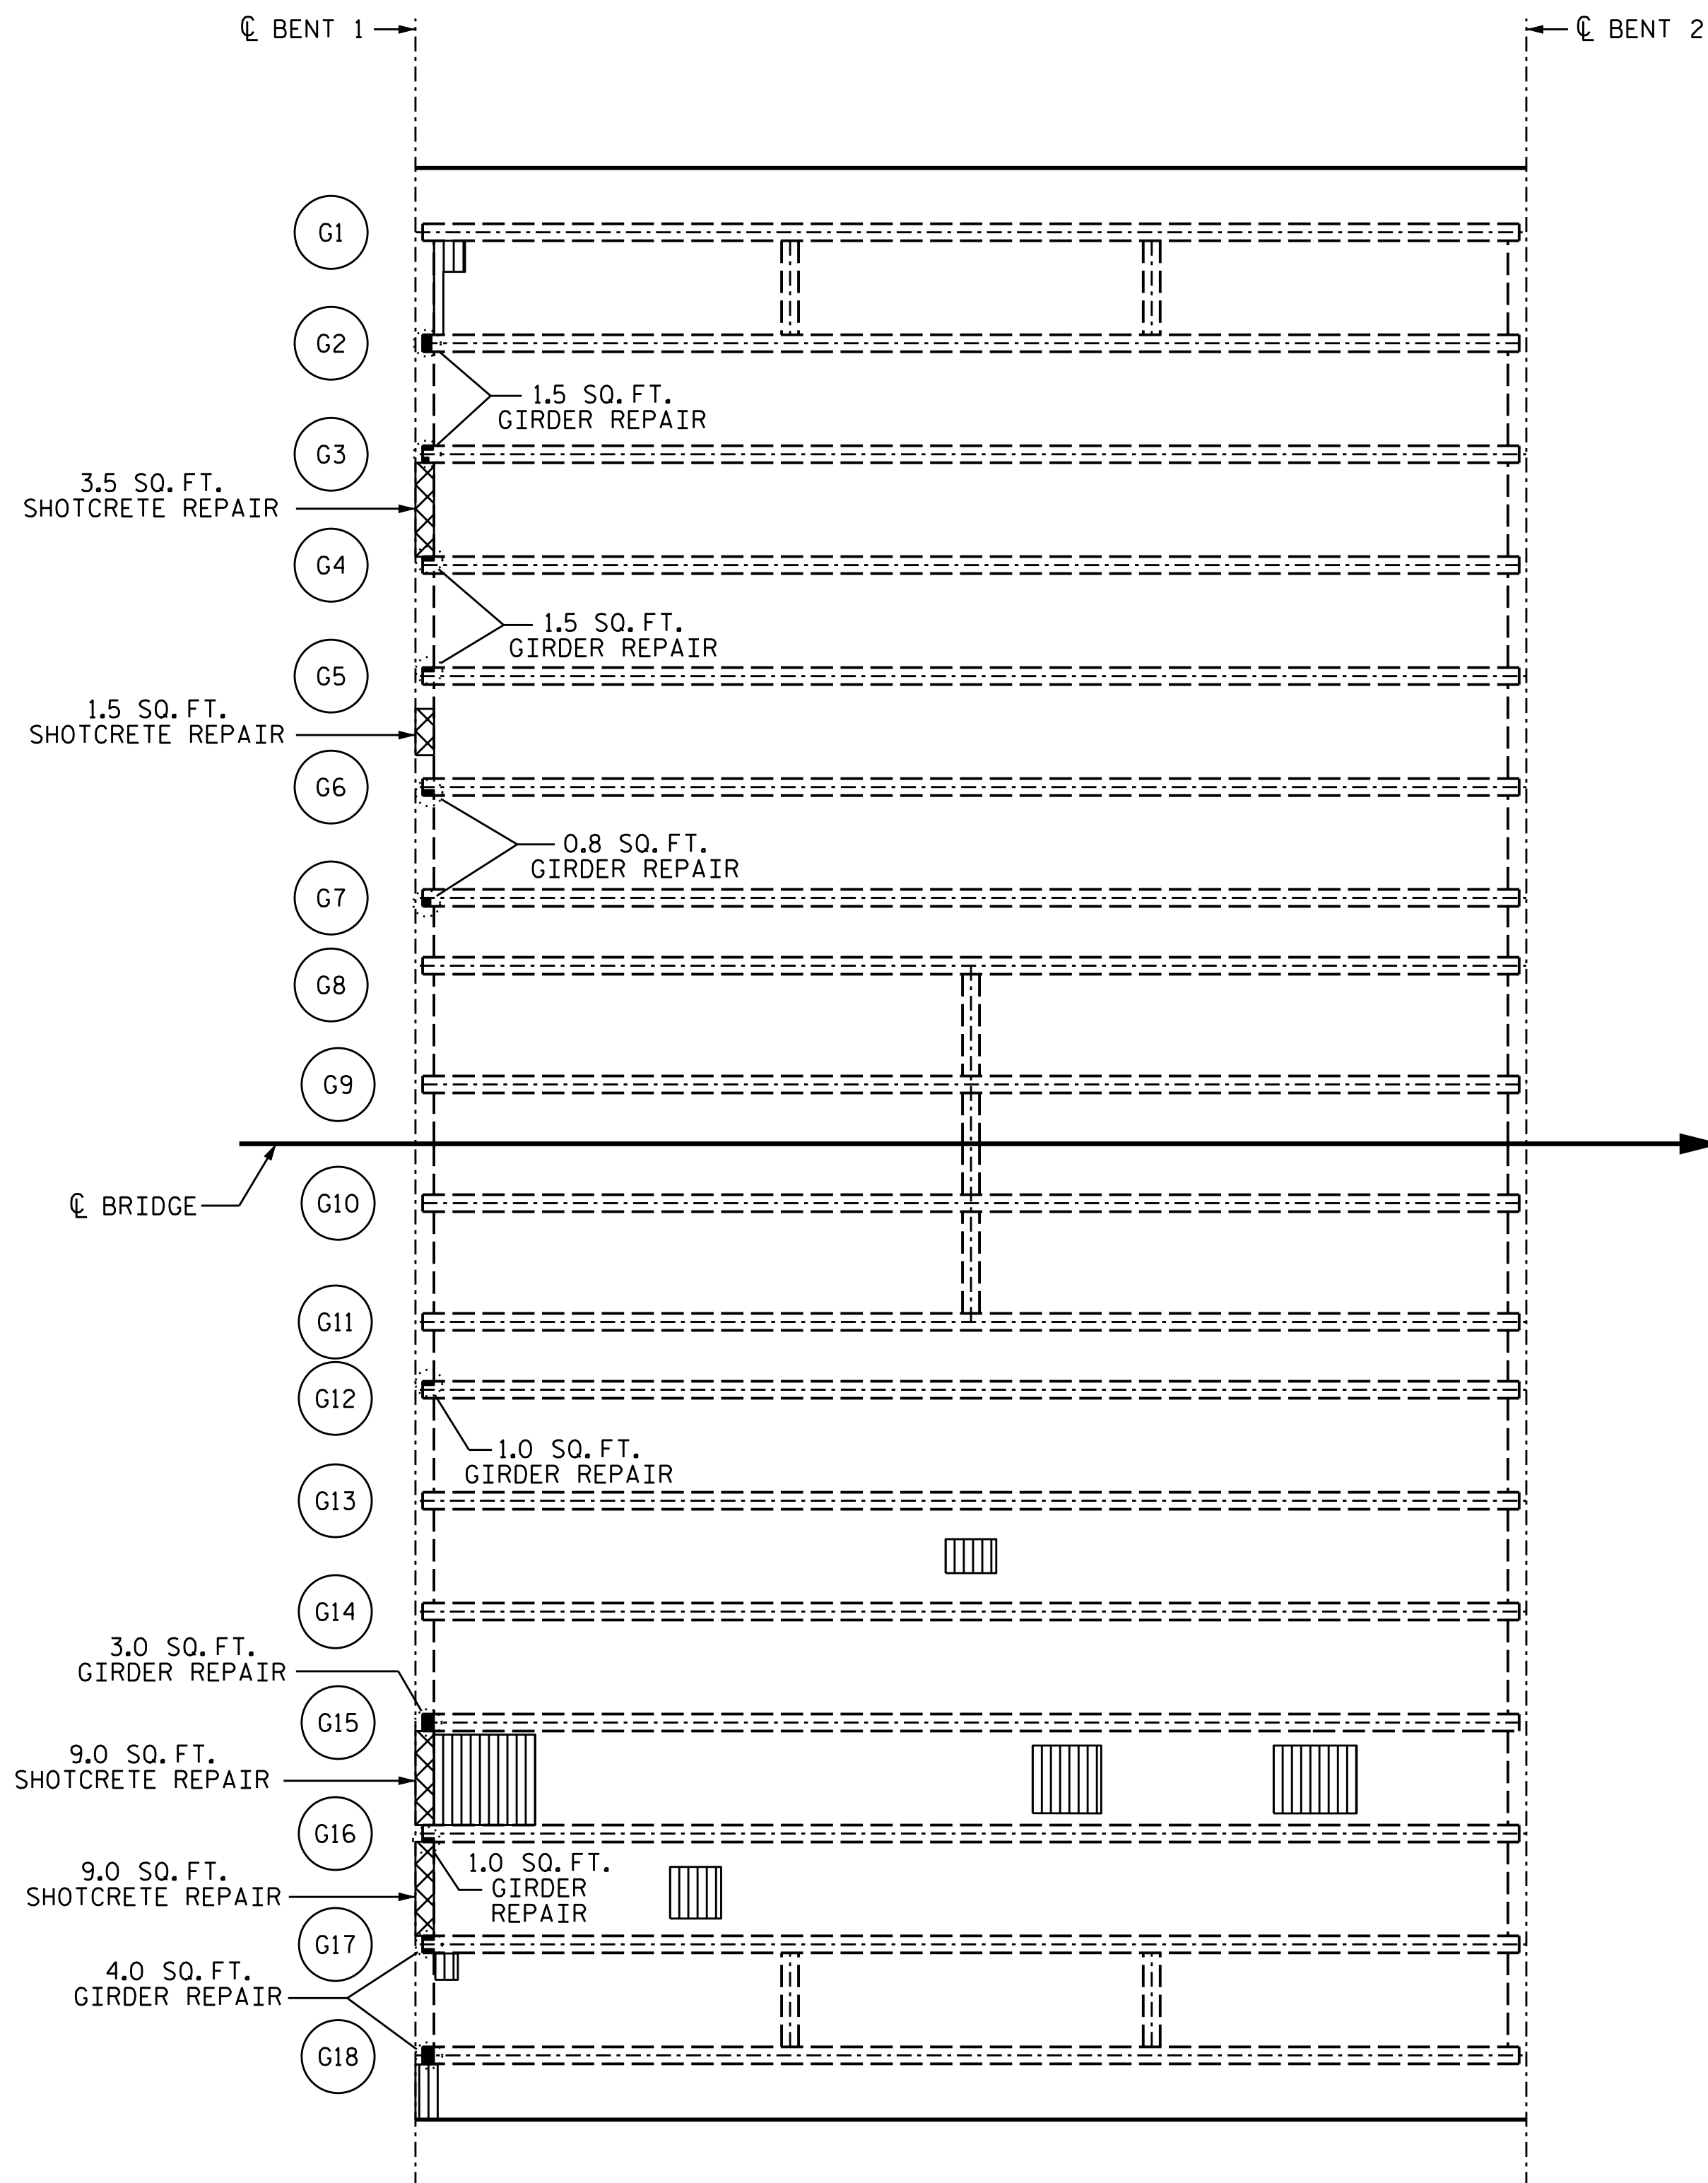 ℄ BENT 1
℄ BENT 2
G1
G2
1.5 SQ. FT.
GIRDER REPAIR
G3
3.5 SQ. FT.
SHOTCRETE REPAIR
G4
1.5 SQ. FT.
GIRDER REPAIR
G5
1.5 SQ. FT.
SHOTCRETE REPAIR
G6
0.8 SQ. FT.
GIRDER REPAIR
G7
G8
G9
℄ BRIDGE
G10
G11
G12
1.0 SQ. FT.
GIRDER REPAIR
G13
G14
3.0 SQ. FT.
GIRDER REPAIR
G15
9.0 SQ. FT.
SHOTCRETE REPAIR
G16
1.0 SQ. FT.
GIRDER
REPAIR
9.0 SQ. FT.
SHOTCRETE REPAIR
G17
4.0 SQ. FT.
GIRDER REPAIR
G18